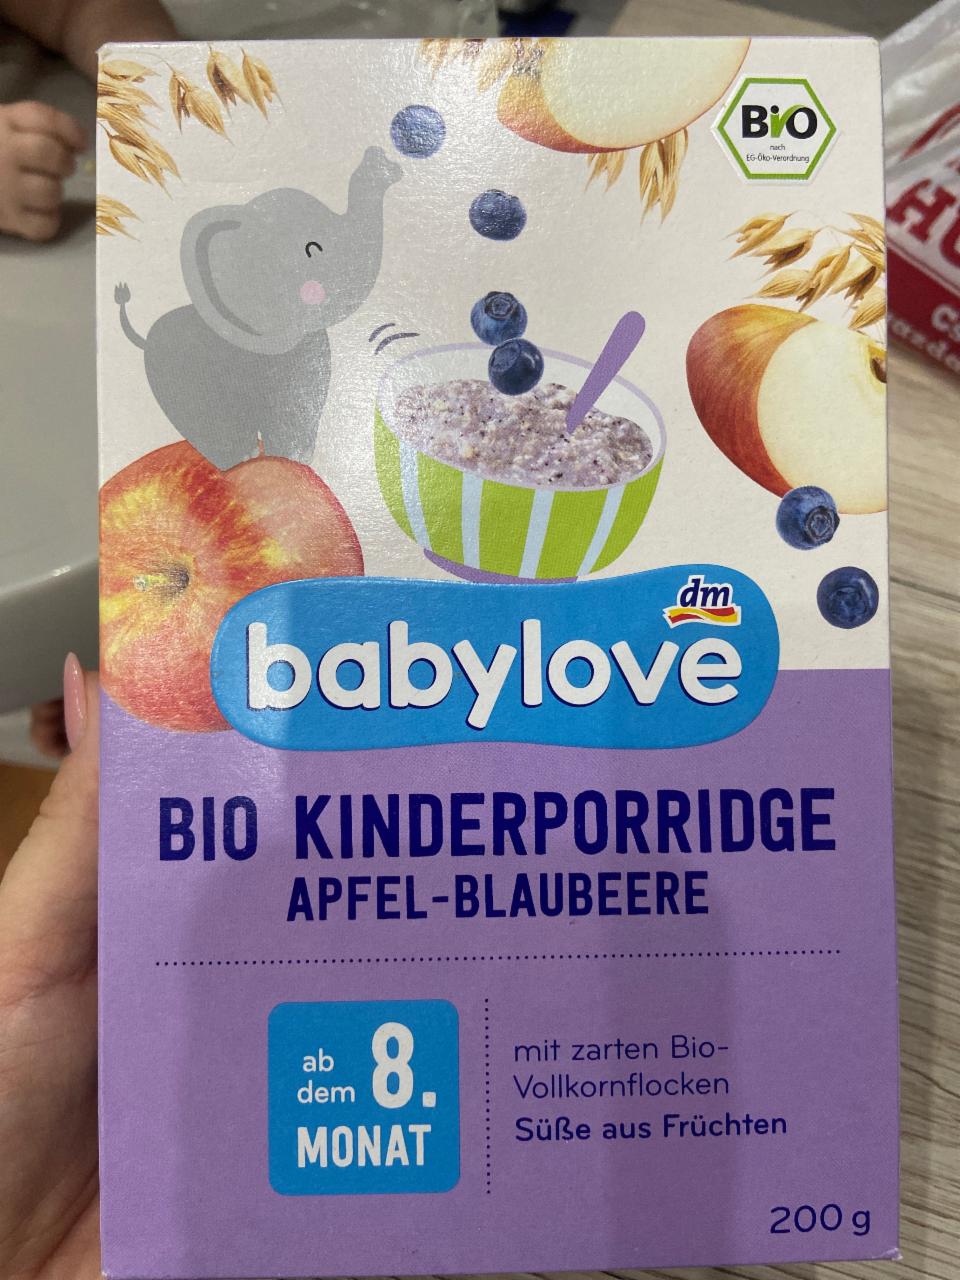 BiO
nach
EG-Öko-Verordnung
dm
babylove
BIO KINDERPORRIDGE
APFEL-BLAUBEERE
ab
dem 8.
MONAT
mit zarten Bio-
Vollkornflocken
Süße aus Früchten
200 g